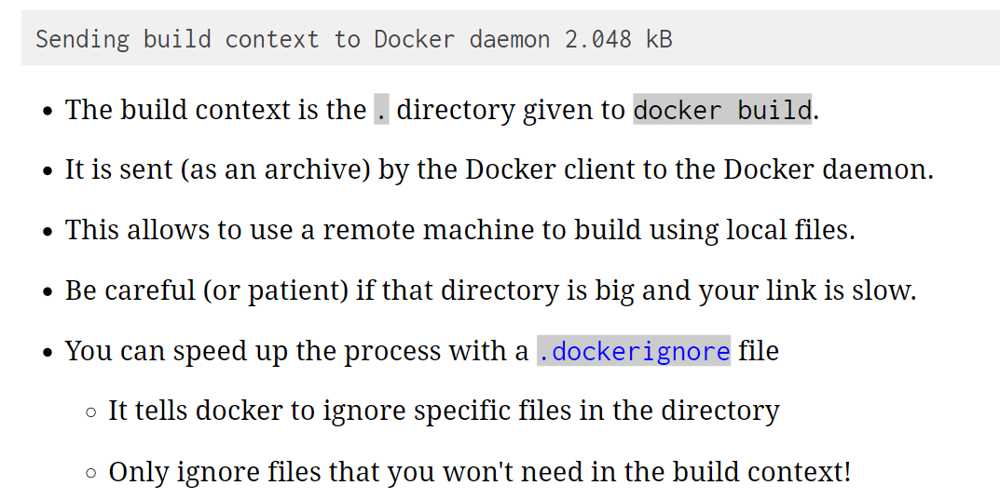 Sending build context to Docker daemon 2.048 kB
• The build context is the . directory given to docker build.
• It is sent (as an archive) by the Docker client to the Docker daemon.
• This allows to use a remote machine to build using local files.
• Be careful (or patient) if that directory is big and your link is slow.
• You can speed up the process with a .dockerignore file
◦ It tells docker to ignore specific files in the directory
◦ Only ignore files that you won't need in the build context!